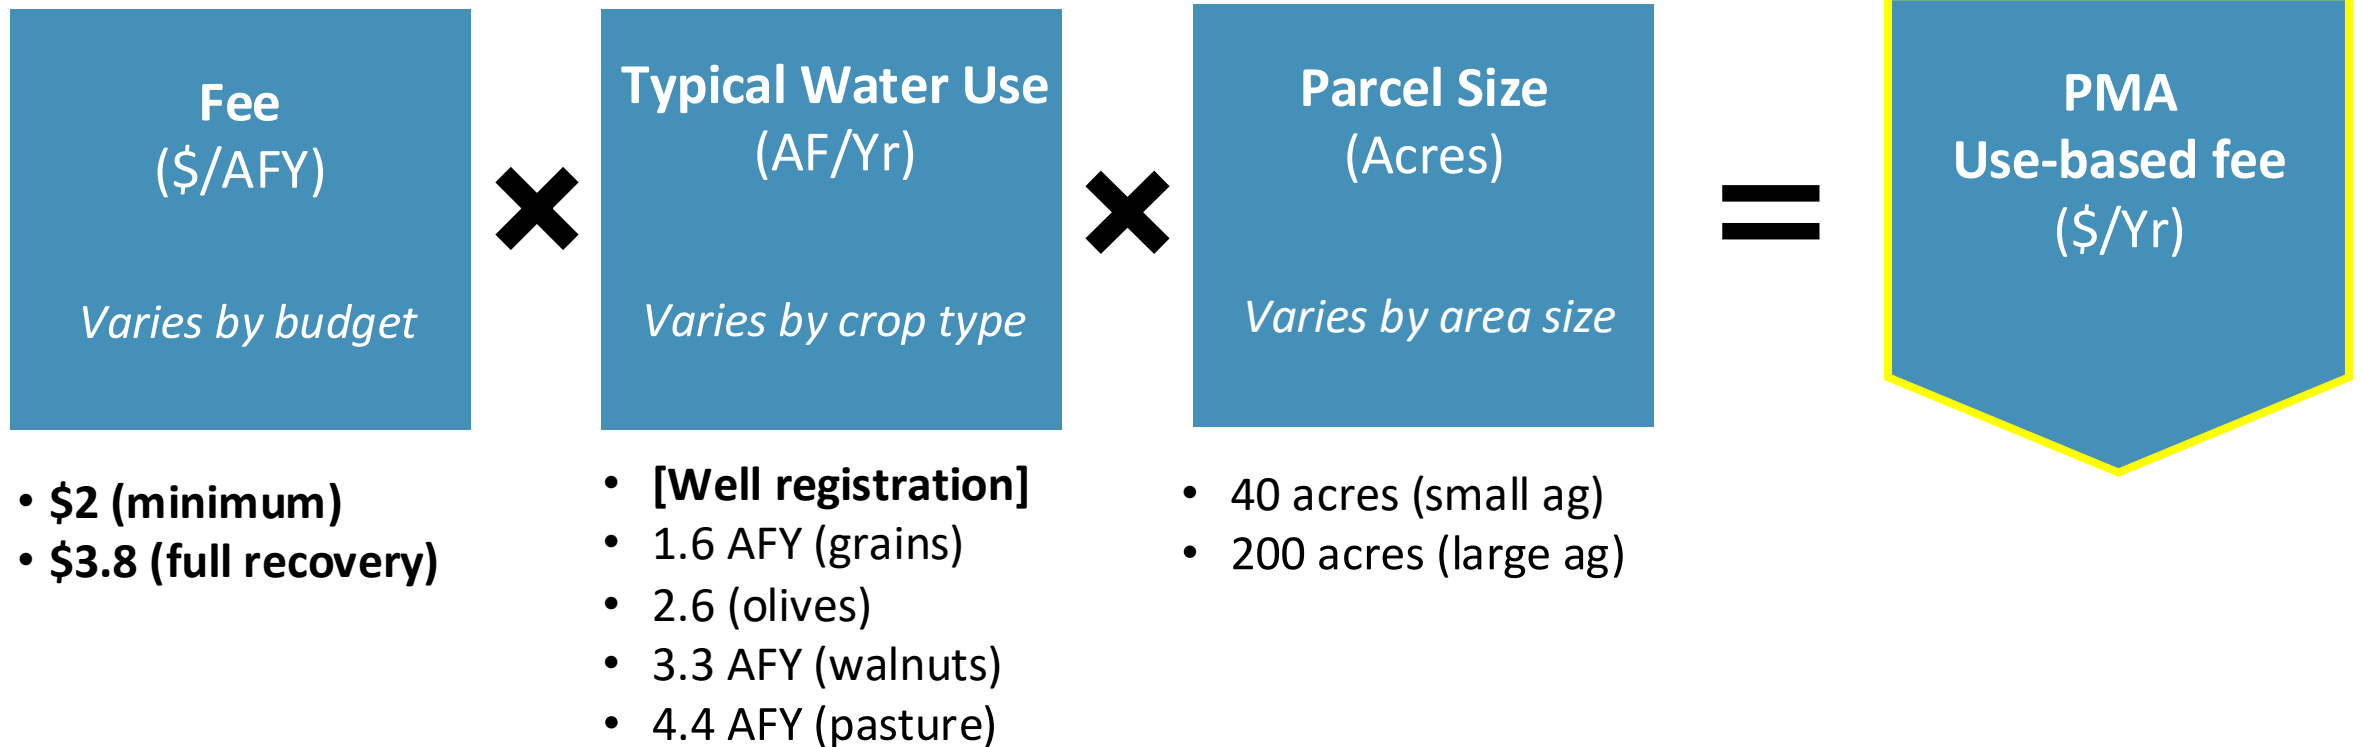 Fee
($/AFY)
Varies by budget
Typical Water Use
(AF/Yr)
Varies by crop type
Parcel Size
(Acres)
Varies by area size
=
PMA
Use-based fee
($/Yr)
• $2 (minimum)
• $3.8 (full recovery)
• [Well registration]
• 1.6 AFY (grains)
• 2.6 (olives)
• 3.3 AFY (walnuts)
• 4.4 AFY (pasture)
• 40 acres (small ag)
• 200 acres (large ag)